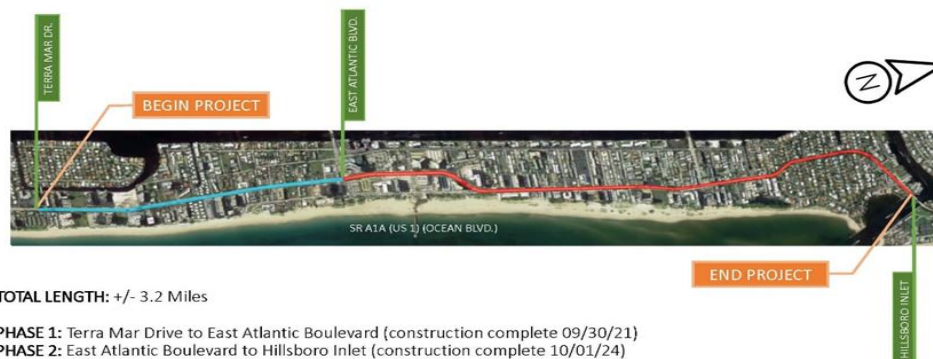 TERRA MAR DR.
BEGIN PROJECT
EAST ATLANTIC BLVD.
N
SR A1A (US 1) (OCEAN BLVD.)
END PROJECT
HILLSBORO INLET
TOTAL LENGTH: +/- 3.2 Miles
PHASE 1: Terra Mar Drive to East Atlantic Boulevard (construction complete 09/30/21)
PHASE 2: East Atlantic Boulevard to Hillsboro Inlet (construction complete 10/01/24)